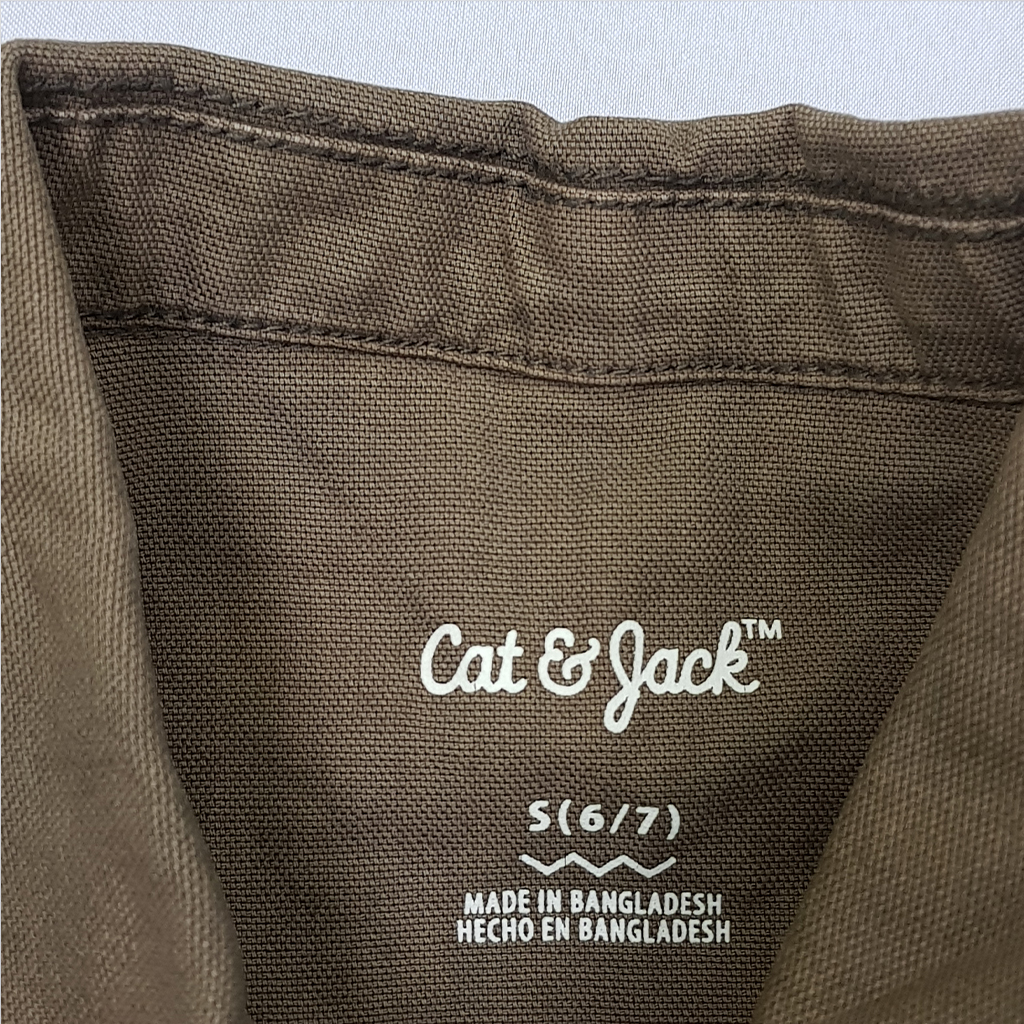 Cat & Jack™
S(6/7)
MADE IN BANGLADESH
HECHO EN BANGLADESH